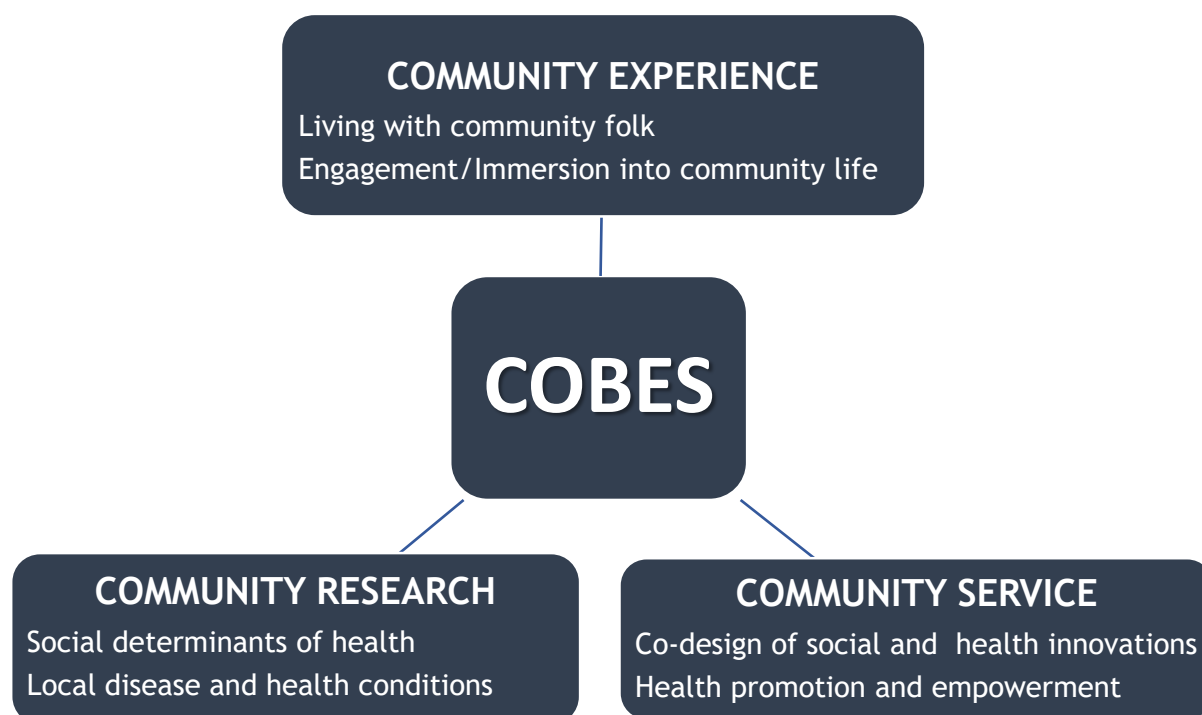 COMMUNITY EXPERIENCE
Living with community folk
Engagement/Immersion into community life
COBES
COMMUNITY RESEARCH
Social determinants of health
Local disease and health conditions
COMMUNITY SERVICE
Co-design of social and  health innovations
Health promotion and empowerment